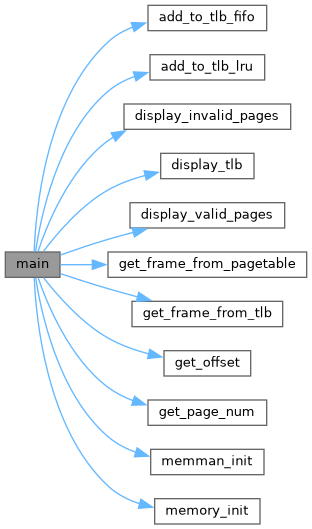 add_to_tlb_fifo
add_to_tlb_lru
display_invalid_pages
display_tlb
display_valid_pages
main
get_frame_from_pagetable
get_frame_from_tlb
get_offset
get_page_num
memman_init
memory_init